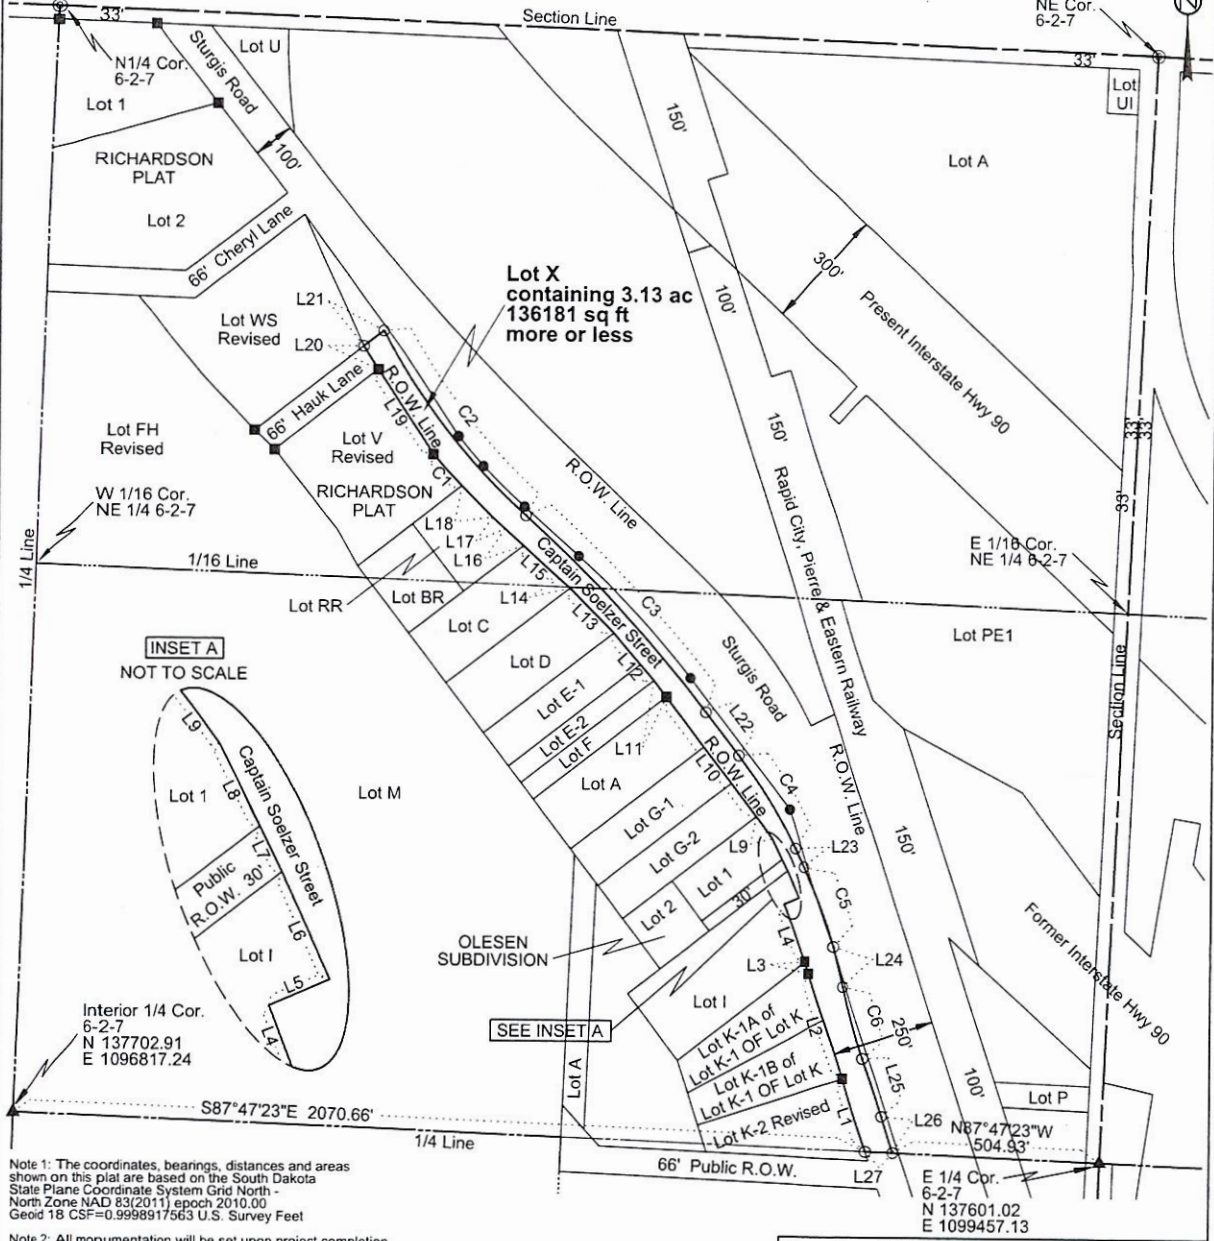 33'
Section Line
NE Cor.
6-2-7
N1/4 Cor.
6-2-7
Sturgis Road
Lot U
33'
Lot
UI
Lot 1
150'
RICHARDSON
PLAT
100'
Lot A
Lot 2
66' Cheryl Lane
300'
Lot X
containing 3.13 ac
136181 sq ft
more or less
100'
L21
Present Interstate Hwy 90
Lot WS
Revised
L20
66' Hauk Lane
R.O.W. Line
L19
C2
150'
33'
33'
Lot FH
Revised
Lot V
Revised
C1
R.O.W. Line
RICHARDSON
PLAT
W 1/16 Cor.
NE 1/4 6-2-7
33'
L18
L17
L16
L15
Captain Soelzer Street
Rapid City, Pierre & Eastern Railway
E 1/16 Cor.
NE 1/4 6-2-7
1/4 Line
1/16 Line
Lot RR
Lot BR
L14
C3
Lot C
L13
Lot PE1
INSET A
NOT TO SCALE
Lot D
L12
Sturgis Road
Lot E-1
Lot E-2
Lot F
L11
L22
R.O.W. Line
Section Line
L9
Captain Soelzer Street
Lot 1
L8
Lot M
Lot A
L10
R.O.W. Line
C4
Lot G-1
L7
Lot G-2
L9
L23
150'
Public
R.O.W. 30'
Lot 1
30'
Lot 2
L6
C5
Lot I
OLESEN
SUBDIVISION
L4
Former Interstate Hwy 90
L5
L3
L24
L4
Lot I
Interior 1/4 Cor.
6-2-7
N 137702.91
E 1096817.24
SEE INSET A
L2
C6
250'
Lot K-1A of
Lot K-1 OF Lot K
Lot K-1B of
Lot K-1 OF Lot K
L25
100'
Lot A
Lot P
S87°47'23"E 2070.66'
Lot K-2 Revised
L1
L26
N87°47'23"W
504.93'
1/4 Line
66' Public R.O.W.
L27
E 1/4 Cor.
6-2-7
N 137601.02
E 1099457.13
Note 1: The coordinates, bearings, distances and areas
shown on this plat are based on the South Dakota
State Plane Coordinate System Grid North -
North Zone NAD 83(2011) epoch 2010.00
Geoid 18 CSF=0.9998917563 U.S. Survey Feet
Note 2: All monumentation will be set upon project completion